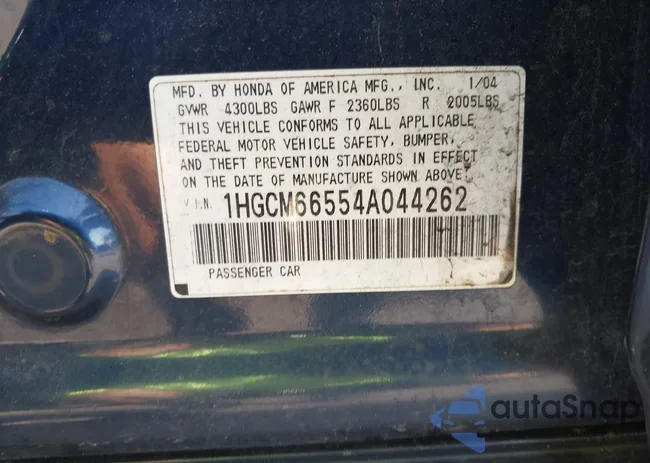 MFD. BY HONDA OF AMERICA MFG., INC. 1/04
GVWR 4300LBS GAWR F 2360LBS R 2005LBS
THIS VEHICLE CONFORMS TO ALL APPLICABLE
FEDERAL MOTOR VEHICLE SAFETY, BUMPER,
AND THEFT PREVENTION STANDARDS IN EFFECT
ON THE DATE OF MANUFACTURE SHOWN ABOVE.
V.I.N. 1HGCM66554A044262
PASSENGER CAR
autoSnap